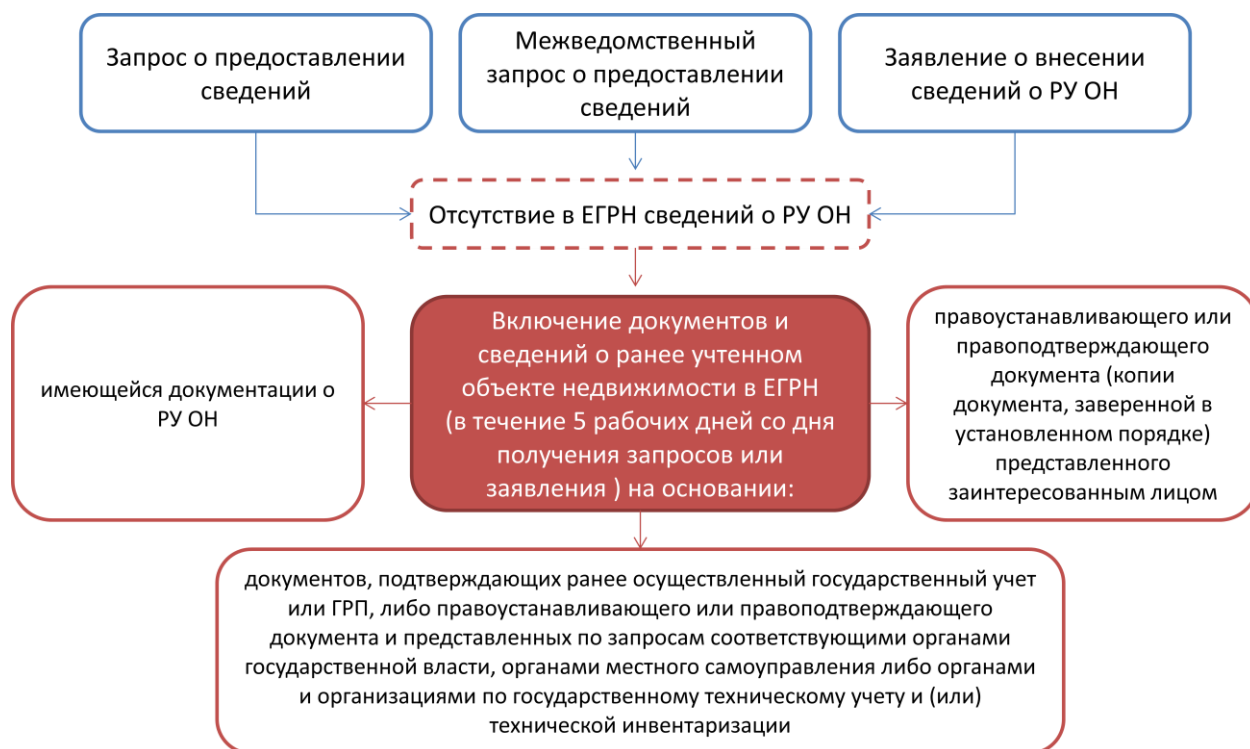 Запрос о предоставлении
сведений
Межведомственный
запрос о предоставлении
сведений
Заявление о внесении
сведений о РУ ОН
Отсутствие в ЕГРН сведений о РУ ОН
имеющейся документации о
РУ ОН
Включение документов и
сведений о ранее учтенном
объекте недвижимости в ЕГРН
(в течение 5 рабочих дней со дня
получения запросов или
заявления ) на основании:
правоустанавливающего или
правоподтверждающего
документа (копии
документа, заверенной в
установленном порядке)
представленного
заинтересованным лицом
документов, подтверждающих ранее осуществленный государственный учет
или ГРП, либо правоустанавливающего или правоподтверждающего
документа и представленных по запросам соответствующими органами
государственной власти, органами местного самоуправления либо органами
и организациями по государственному техническому учету и (или)
технической инвентаризации